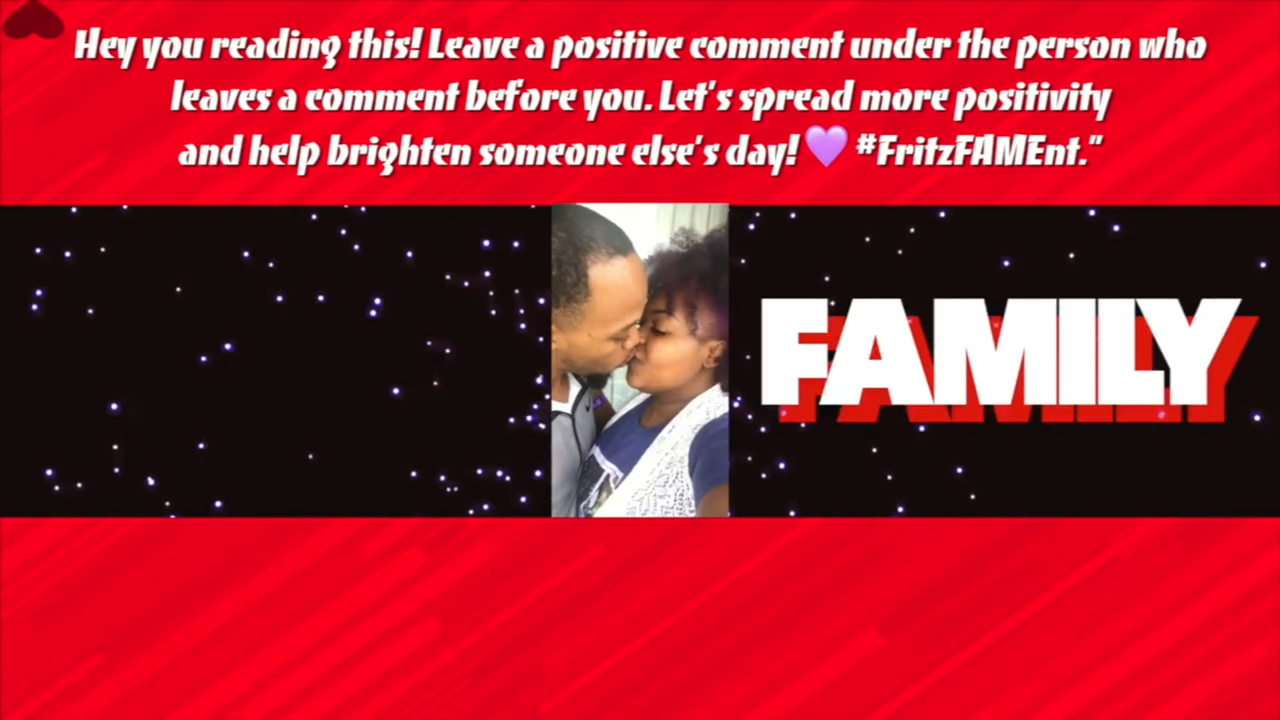 Hey you reading this! Leave a positive comment under the person who
leaves a comment before you. Let's spread more positivity
and help brighten someone else's day! 💜 #FritzFAMEnt."
FAMILY